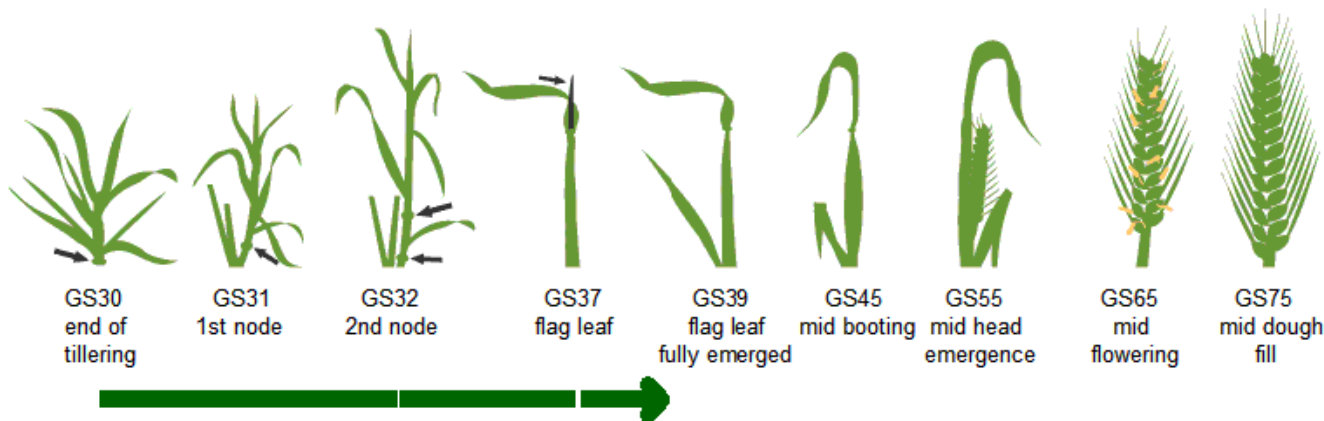 GS30
end of
tillering
GS31
1st node
GS32
2nd node
GS37
flag leaf
GS39
flag leaf
fully emerged
GS45
mid booting
GS55
mid head
emergence
GS65
mid
flowering
GS75
mid dough
fill